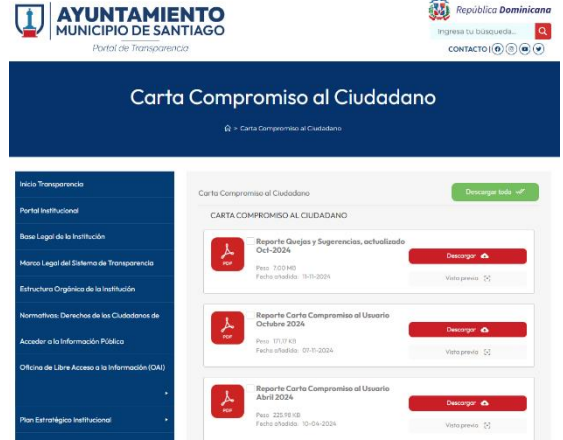 AYUNTAMIENTO
MUNICIPIO DE SANTIAGO
Portal de Transparencia
República Dominicana
Ingresa tu búsqueda...
CONTACTO |
Carta Compromiso al Ciudadano
> Carta Compromiso al Ciudadano
Inicio Transparencia
Portal Institucional
Base Legal de la Institución
Marco Legal del Sistema de Transparencia
Estructura Orgánica de la Institución
Normativas: Derechos de los Ciudadanos de
Acceder a la Información Pública
Oficina de Libre Acceso a la Información (OAI)
Plan Estratégico Institucional
Carta Compromiso al Ciudadano
Descargar todo
CARTA COMPROMISO AL CIUDADANO
PDF
Reporte Quejas y Sugerencias, actualizado
Oct-2024
Peso 7.00 MB
Fecha añadida 11-11-2024
Descargar
Vista previa
PDF
Reporte Carta Compromiso al Usuario
Octubre 2024
Peso 171.17 KB
Fecha añadida 07-11-2024
Descargar
Vista previa
PDF
Reporte Carta Compromiso al Usuario
Abril 2024
Peso 225.98 KB
Fecha añadida 10-04-2024
Descargar
Vista previa